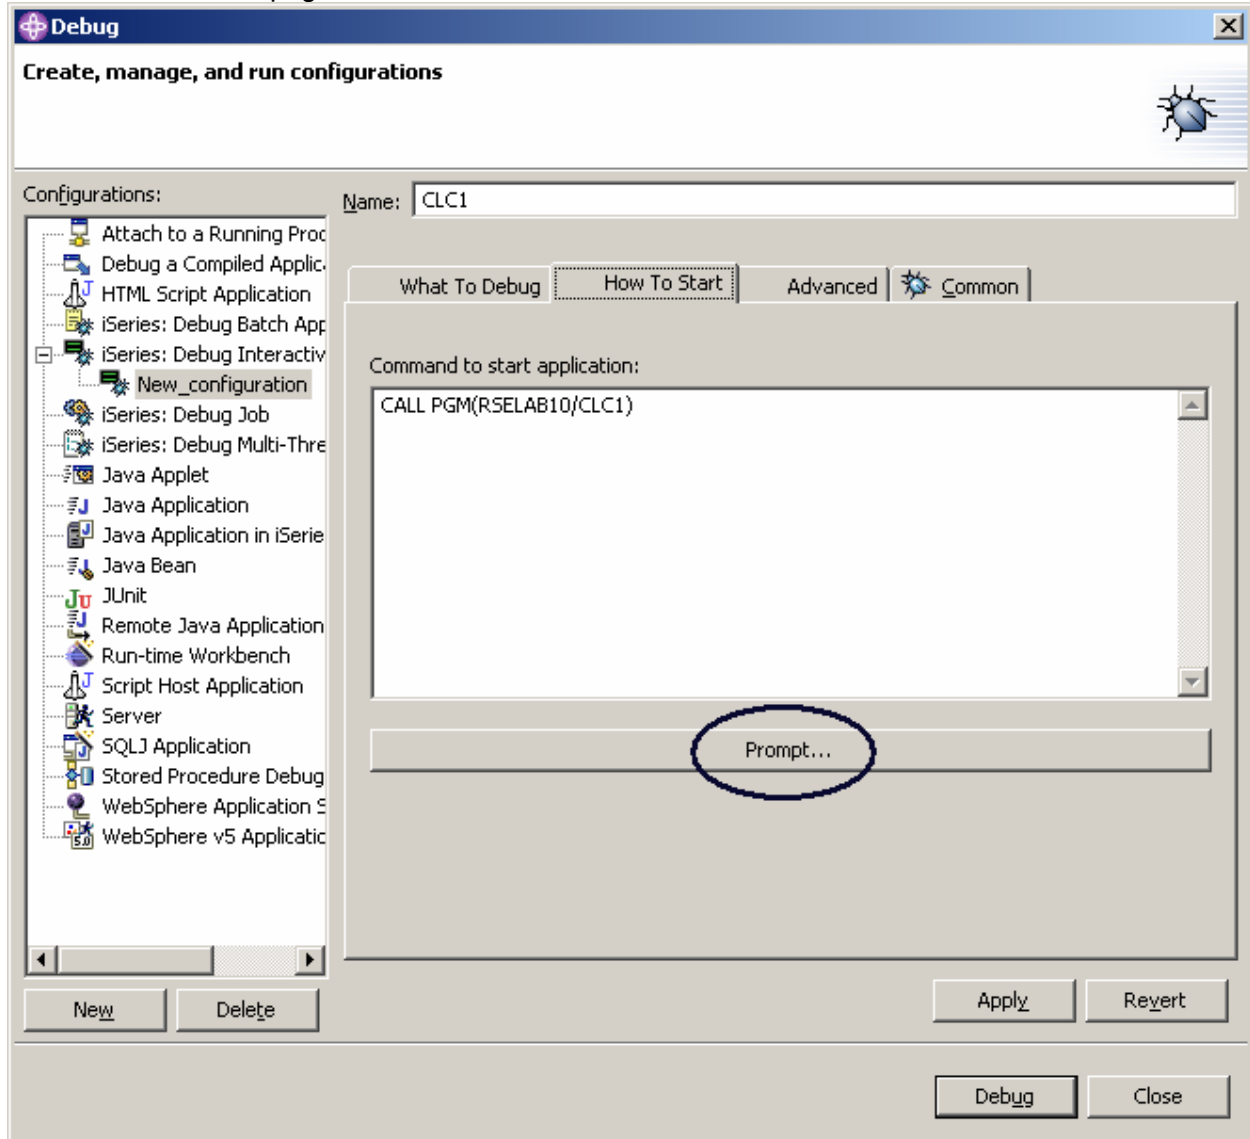 Debug
Create, manage, and run configurations
Configurations:
Name: CLC1
Attach to a Running Proc
Debug a Compiled Applic
HTML Script Application
iSeries: Debug Batch App
iSeries: Debug Interactiv
New_configuration
iSeries: Debug Job
iSeries: Debug Multi-Thre
Java Applet
Java Application
Java Application in iSerie
Java Bean
JUnit
Remote Java Application
Run-time Workbench
Script Host Application
Server
SQLJ Application
Stored Procedure Debug
WebSphere Application S
WebSphere v5 Applicatic
What To Debug
How To Start
Advanced
Common
Command to start application:
CALL PGM(RSELAB10/CLC1)
Prompt...
New
Delete
Apply
Revert
Debug
Close